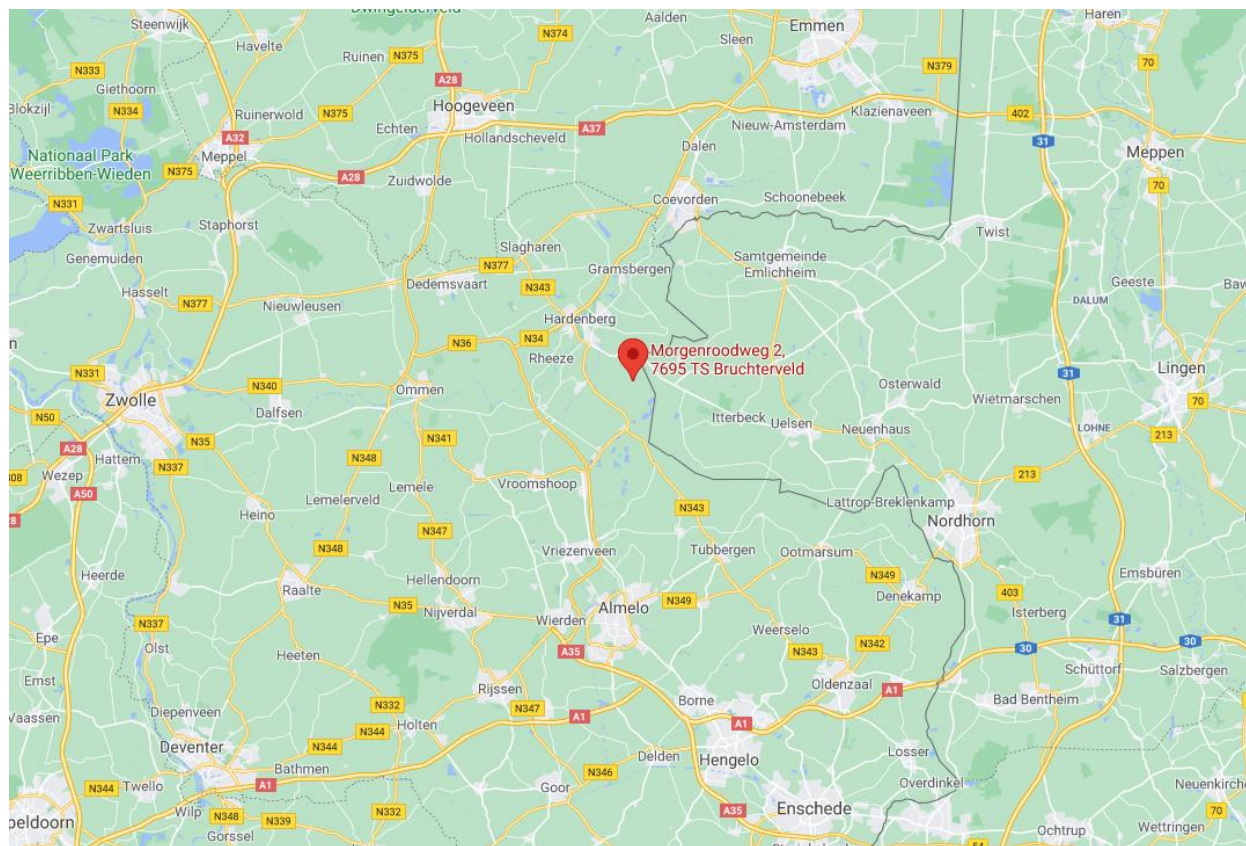 Dwingelderveld
Steenwijk
Aalden
Emmen
Haren
Havelte
N374
Sleen
Ruinen
N375
N333
A28
N379
70
Giethoorn
Blokzijl
N334
Ruinerwold
N375
Hoogeveen
Klazienaveen
402
Echten
A37
Nieuw-Amsterdam
A32
Hollandscheveld
31
Nationaal Park
Weerribben-Wieden
Meppel
Dalen
Meppen
N375
A28
Zuidwolde
70
N331
Coevorden
Schoonebeek
Zwartsluis
Staphorst
Twist
Slagharen
Genemuiden
N377
Gramsbergen
Samtgemeinde
Emlichheim
Geeste
Dedemsvaart
N343
Hasselt
N377
Nieuwleusen
DALUM
Hardenberg
N34
N36
Rheeze
Morgenroodweg 2,
7695 TS Bruchterveld
N331
N340
Ommen
31
Lingen
Zwolle
Osterwald
Wietmarschen
70
N50
Dalfsen
Itterbeck
Uelsen
Neuenhaus
LOHNE
213
N35
N341
A28
Hattem
N337
N348
213
Wezep
Lemele
Vroomshoop
A50
Lemelerveld
Lattrop-Breklenkamp
Heino
N343
Nordhorn
N347
N348
Vriezenveen
Tubbergen
Ootmarsum
Heerde
Hellendoorn
N349
Emsbüren
Raalte
Denekamp
403
N35
Almelo
N349
Nijverdal
Isterberg
N337
Wierden
31
Epe
Weerselo
N342
30
Olst
Heeten
A35
N343
30
Schüttorf
Salzbergen
Emst
Rijssen
Oldenzaal
A1
Bad Bentheim
N332
Borne
Vaassen
Diepenveen
N347
A1
A1
Holten
N344
Deventer
N344
Losser
Delden
Hengelo
Bathmen
N346
N344
Twello
A1
Goor
Overdinkel
Neuenkirchen
Wilp
N348
N339
N332
A35
Enschede
70
Gorssel
Ochtrup
Wettringen
54